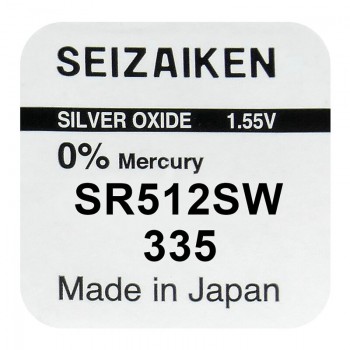 SEIZAIKEN
SILVER OXIDE 1.55V
0% Mercury
SR512SW
335
Made in Japan